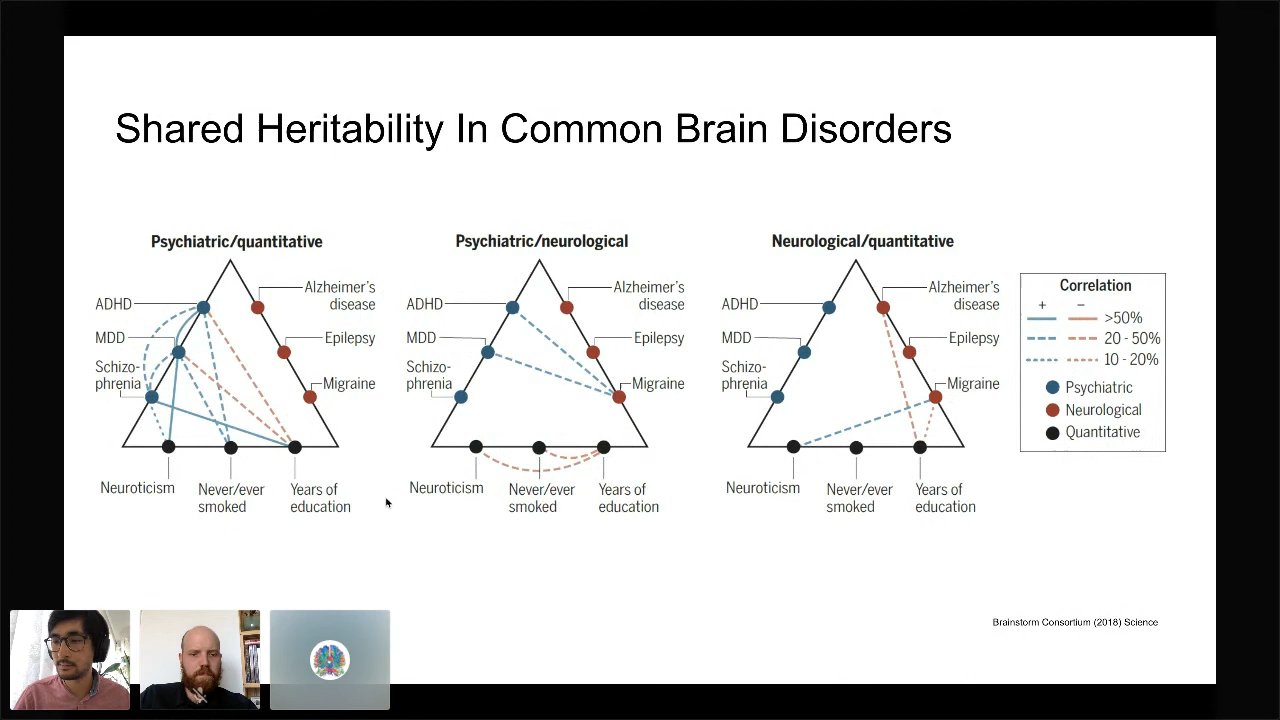 Shared Heritability In Common Brain Disorders
Psychiatric/quantitative
ADHD
MDD
Schizo-
phrenia
Alzheimer's
disease
Epilepsy
Migraine
Neuroticism
Never/ever
smoked
Years of
education
Psychiatric/neurological
ADHD
MDD
Schizo-
phrenia
Alzheimer's
disease
Epilepsy
Migraine
Neuroticism
Never/ever
smoked
Years of
education
Neurological/quantitative
ADHD
MDD
Schizo-
phrenia
Alzheimer's
disease
Epilepsy
Migraine
Neuroticism
Never/ever
smoked
Years of
education
Correlation
+ −
>50%
20 - 50%
10 - 20%
Psychiatric
Neurological
Quantitative
Brainstorm Consortium (2018) Science